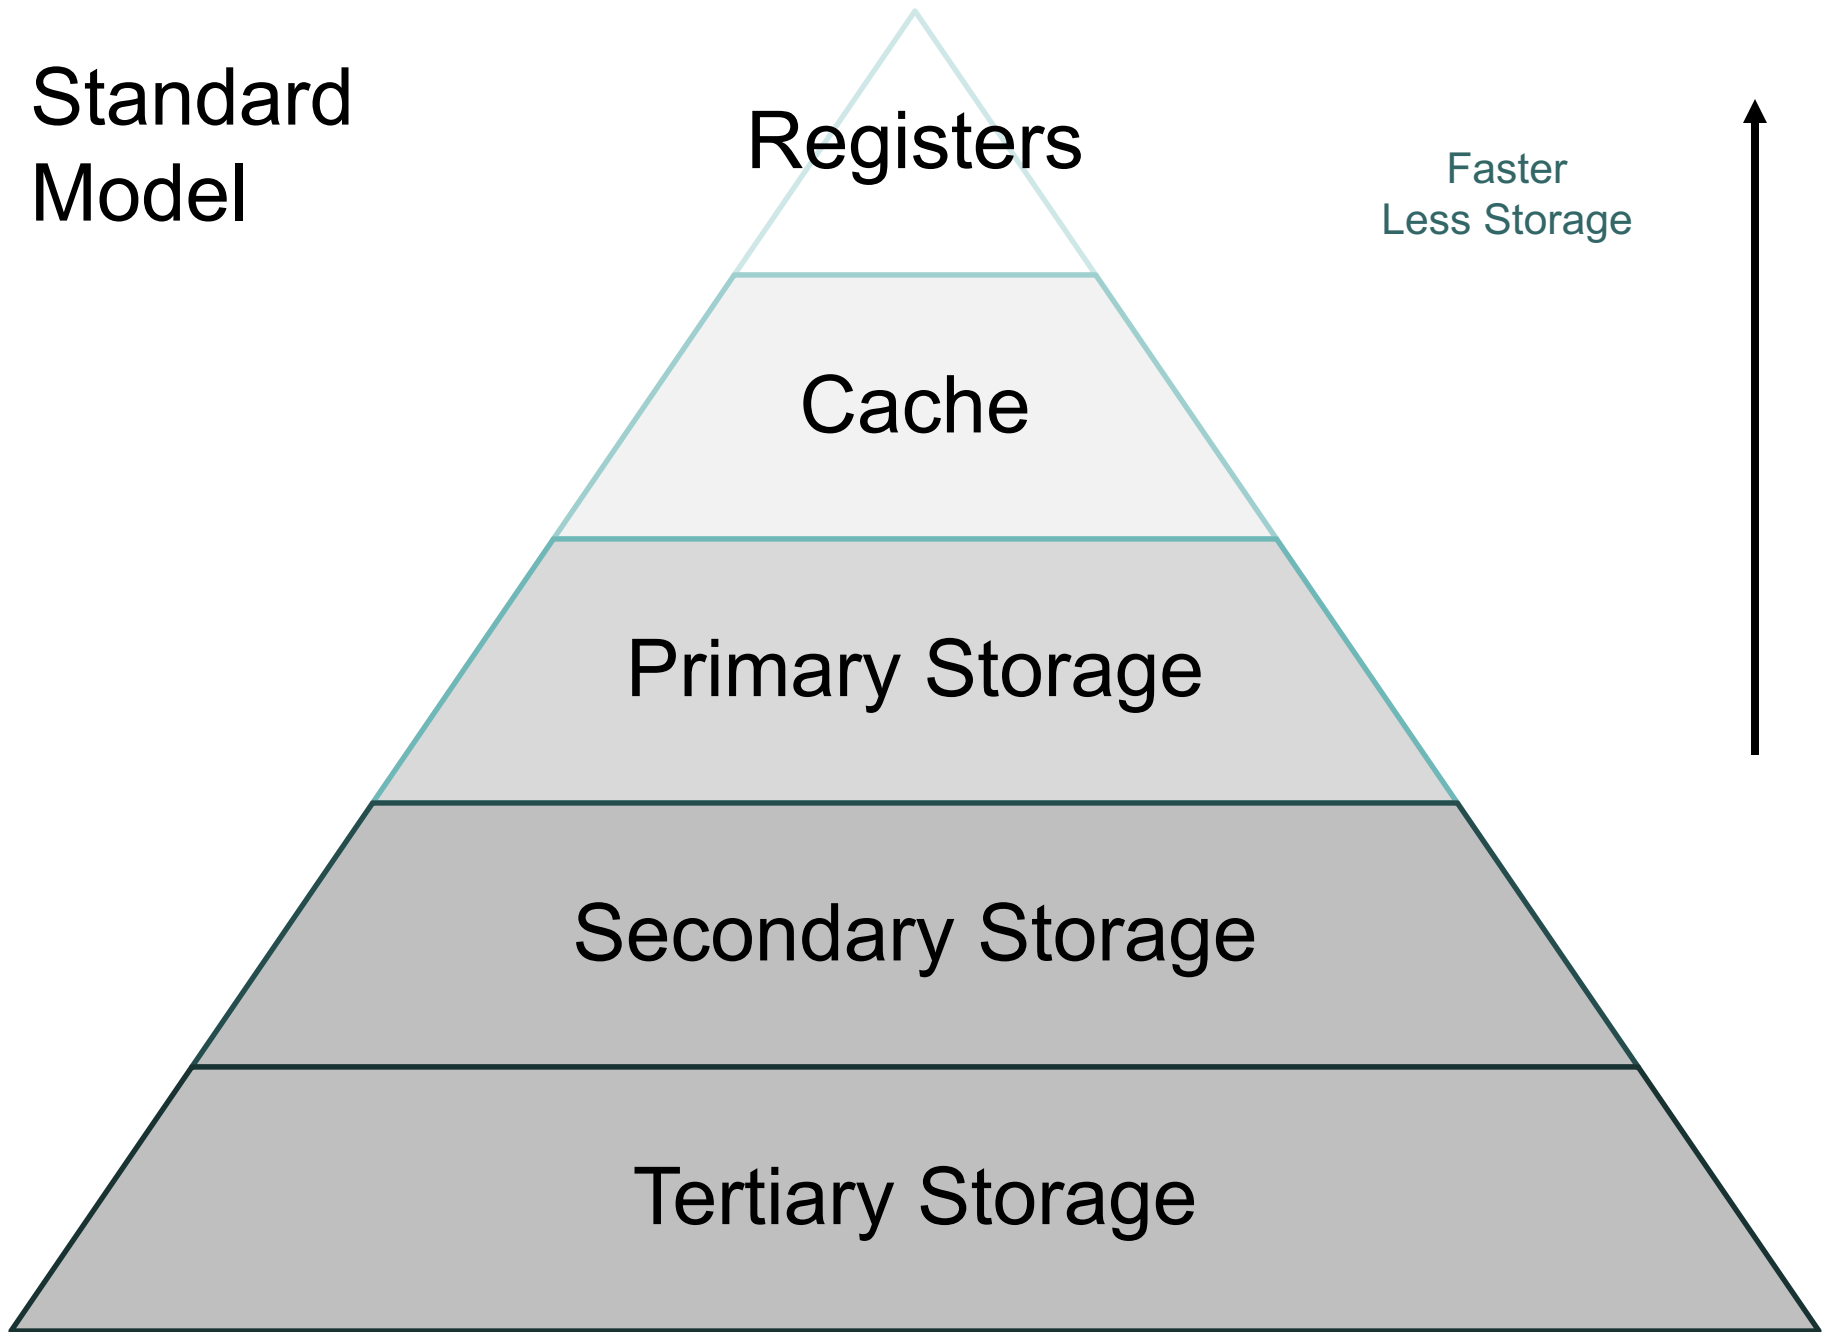 Standard
Model
Registers
Faster
Less Storage
Cache
Primary Storage
Secondary Storage
Tertiary Storage